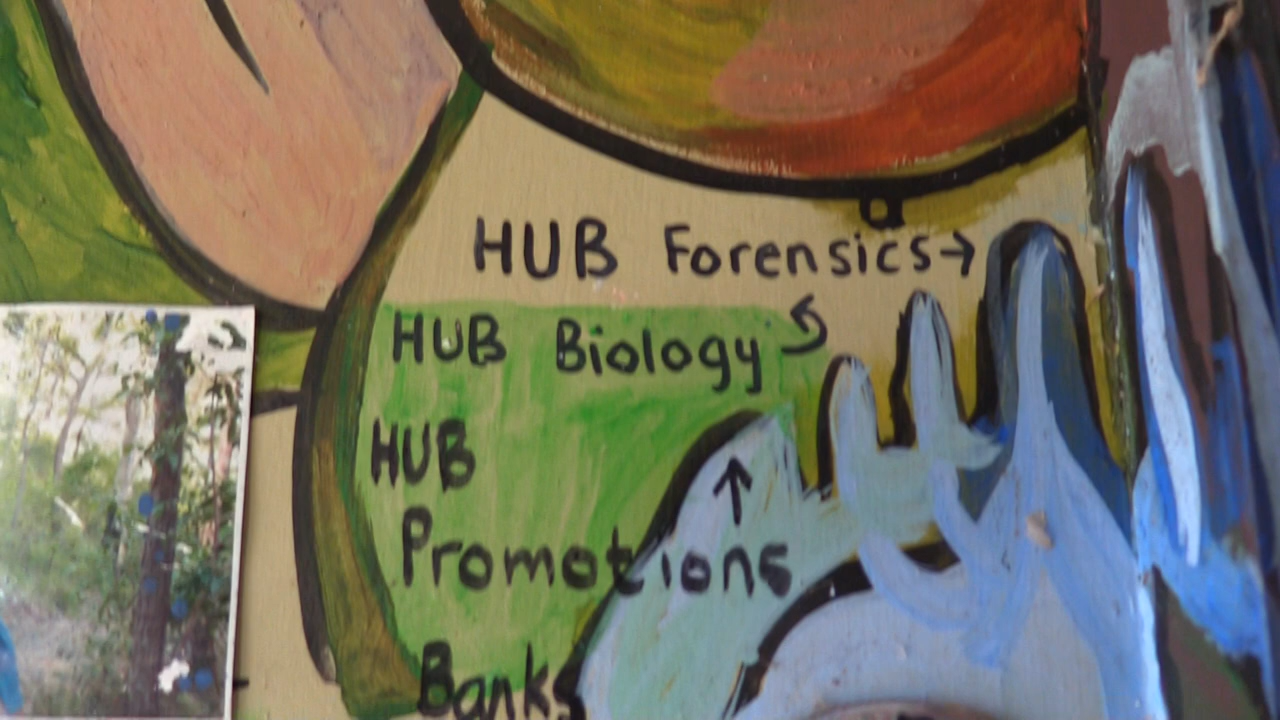 HUB Forensics→
HUB Biology
HUB
Promotions
Banks